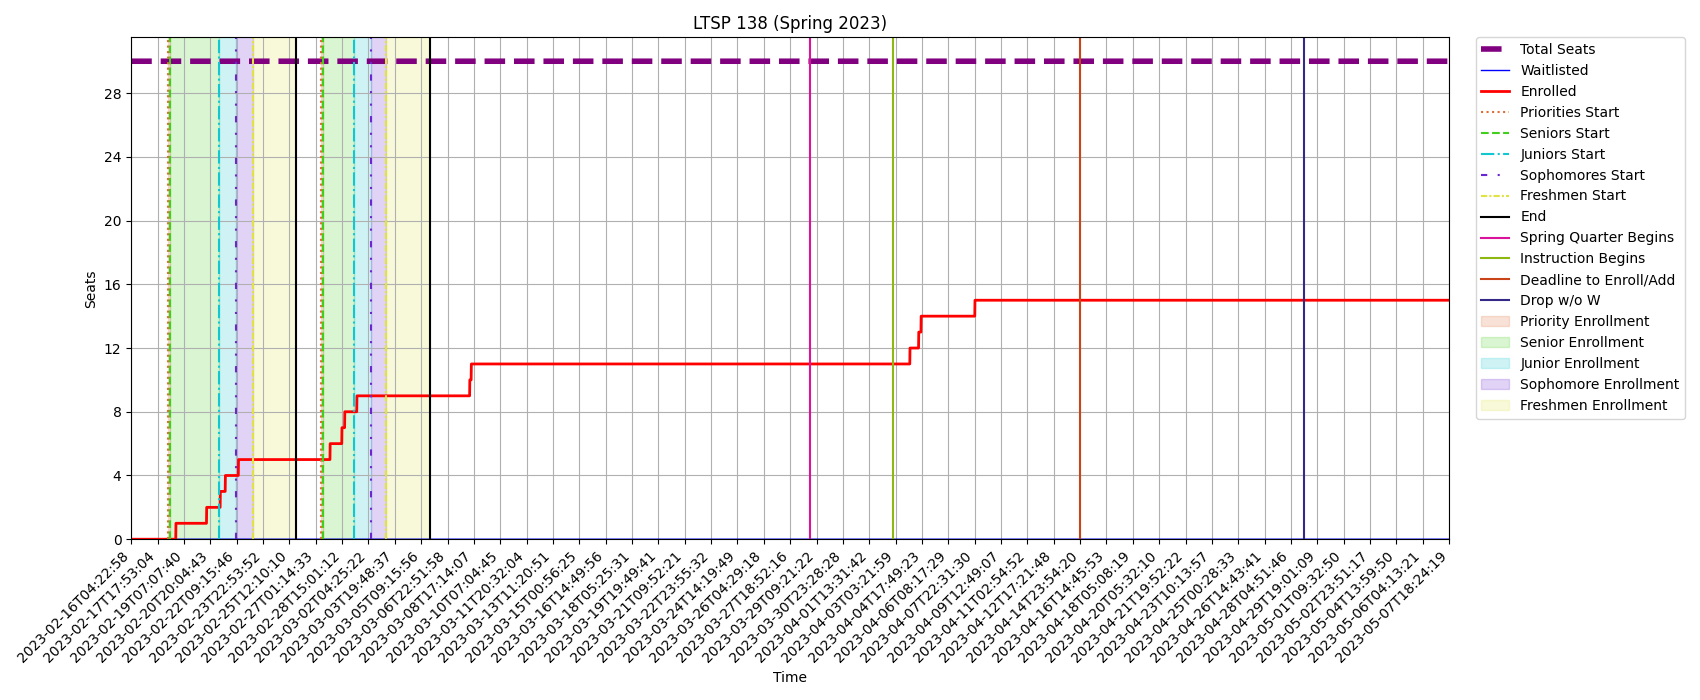 LTSP 138 (Spring 2023)
Seats
28
24
20
16
12
8
4
0
2023-02-16T04:22:58
2023-02-17T17:53:04
2023-02-19T07:07:40
2023-02-20T20:04:43
2023-02-22T09:15:46
2023-02-23T22:53:52
2023-02-25T12:10:10
2023-02-27T01:14:33
2023-02-28T15:01:12
2023-03-02T04:25:22
2023-03-03T19:48:37
2023-03-05T09:15:56
2023-03-06T22:51:58
2023-03-08T17:14:07
2023-03-10T07:04:45
2023-03-11T20:32:04
2023-03-13T11:20:51
2023-03-15T00:56:25
2023-03-16T14:49:56
2023-03-18T05:25:31
2023-03-19T19:49:41
2023-03-21T09:52:21
2023-03-22T23:55:32
2023-03-24T14:19:49
2023-03-26T04:29:18
2023-03-27T18:52:16
2023-03-29T09:21:22
2023-03-30T23:28:28
2023-04-01T13:31:42
2023-04-03T03:21:59
2023-04-04T17:49:23
2023-04-06T08:17:29
2023-04-07T22:31:30
2023-04-09T12:49:07
2023-04-11T02:54:52
2023-04-12T17:21:48
2023-04-14T23:54:20
2023-04-16T14:45:53
2023-04-18T05:08:19
2023-04-20T05:32:10
2023-04-21T19:52:22
2023-04-23T10:13:57
2023-04-25T00:28:33
2023-04-26T14:43:41
2023-04-28T04:51:46
2023-04-29T19:01:09
2023-05-01T09:32:50
2023-05-02T23:51:17
2023-05-04T13:59:50
2023-05-06T04:13:21
2023-05-07T18:24:19
Time
Total Seats
Waitlisted
Enrolled
Priorities Start
Seniors Start
Juniors Start
Sophomores Start
Freshmen Start
End
Spring Quarter Begins
Instruction Begins
Deadline to Enroll/Add
Drop w/o W
Priority Enrollment
Senior Enrollment
Junior Enrollment
Sophomore Enrollment
Freshmen Enrollment